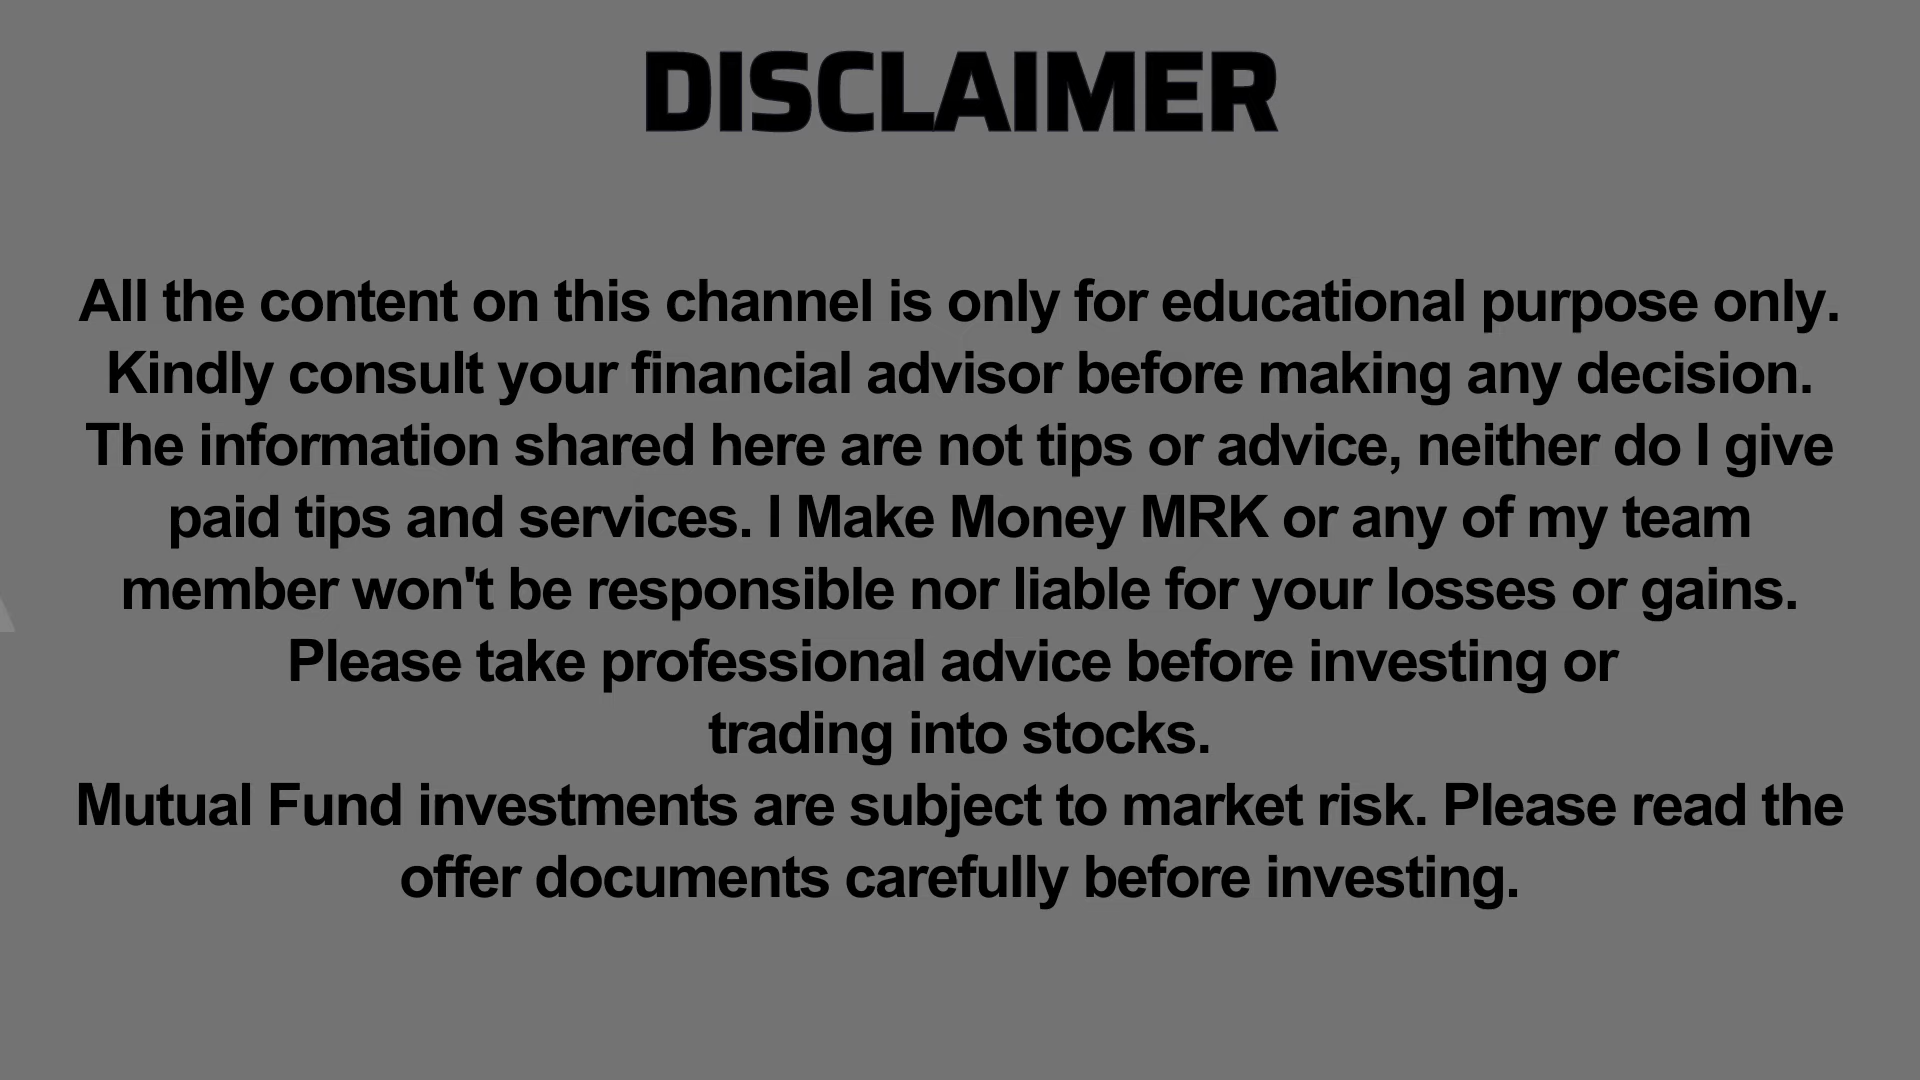 DISCLAIMER
All the content on this channel is only for educational purpose only.
Kindly consult your financial advisor before making any decision.
The information shared here are not tips or advice, neither do I give
paid tips and services. I Make Money MRK or any of my team
member won't be responsible nor liable for your losses or gains.
Please take professional advice before investing or
trading into stocks.
Mutual Fund investments are subject to market risk. Please read the
offer documents carefully before investing.